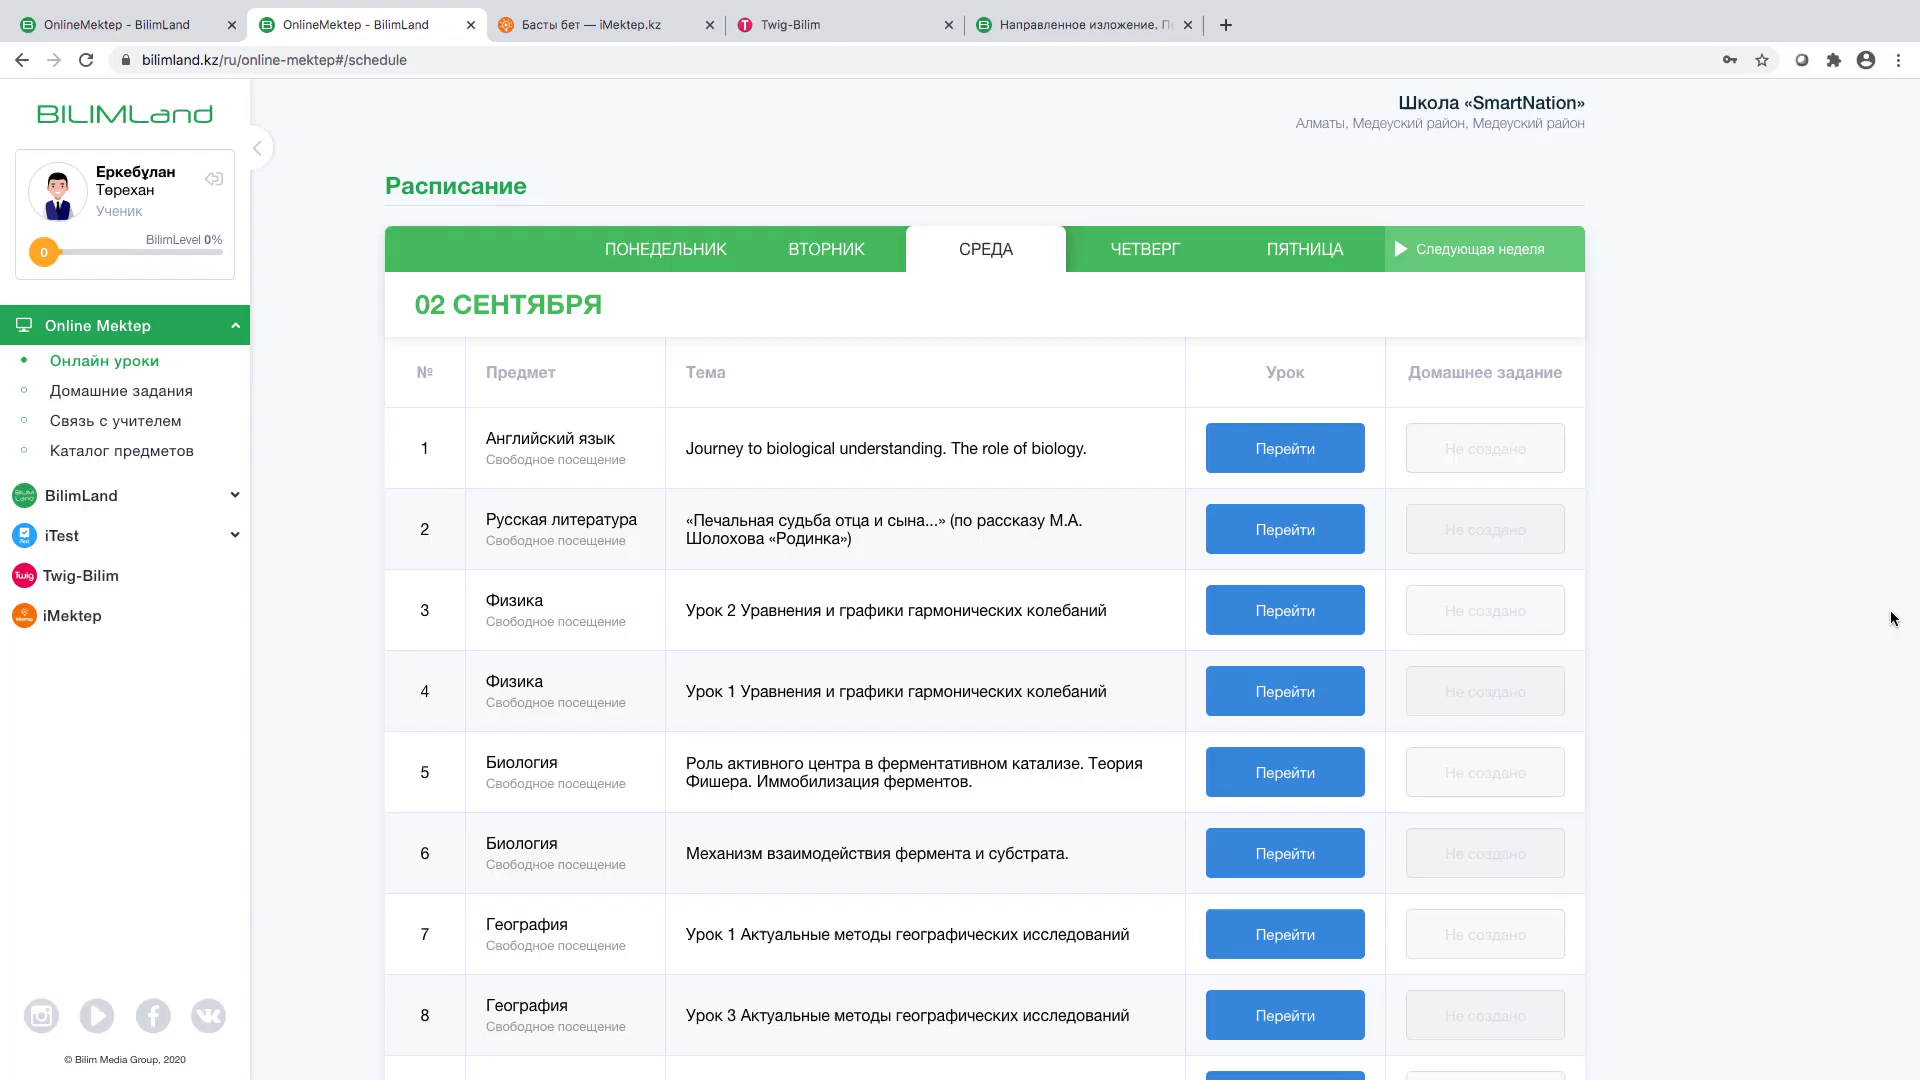 OnlineMektep - BilimLand
OnlineMektep - BilimLand
Басты бет — iMektep.kz
Twig-Bilim
Направленное изложение. П
bilimland.kz/ru/online-mektep#/schedule
BILIMLand
Еркебұлан
Төрехан
Ученик
BilimLevel 0%
0
Online Mektep
Онлайн уроки
Домашние задания
Связь с учителем
Каталог предметов
BilimLand
iTest
Twig-Bilim
iMektep
© Bilim Media Group, 2020
Школа «SmartNation»
Алматы, Медеуский район, Медеуский район
Расписание
ПОНЕДЕЛЬНИК ВТОРНИК СРЕДА ЧЕТВЕРГ ПЯТНИЦА Следующая неделя
02 СЕНТЯБРЯ
№ Предмет Тема Урок Домашнее задание
1 Английский язык Свободное посещение Journey to biological understanding. The role of biology. Перейти Не создано
2 Русская литература Свободное посещение «Печальная судьба отца и сына...» (по рассказу М.А.
Шолохова «Родинка») Перейти Не создано
3 Физика Свободное посещение Урок 2 Уравнения и графики гармонических колебаний Перейти Не создано
4 Физика Свободное посещение Урок 1 Уравнения и графики гармонических колебаний Перейти Не создано
5 Биология Свободное посещение Роль активного центра в ферментативном катализе. Теория
Фишера. Иммобилизация ферментов. Перейти Не создано
6 Биология Свободное посещение Механизм взаимодействия фермента и субстрата. Перейти Не создано
7 География Свободное посещение Урок 1 Актуальные методы географических исследований Перейти Не создано
8 География Свободное посещение Урок 3 Актуальные методы географических исследований Перейти Не создано